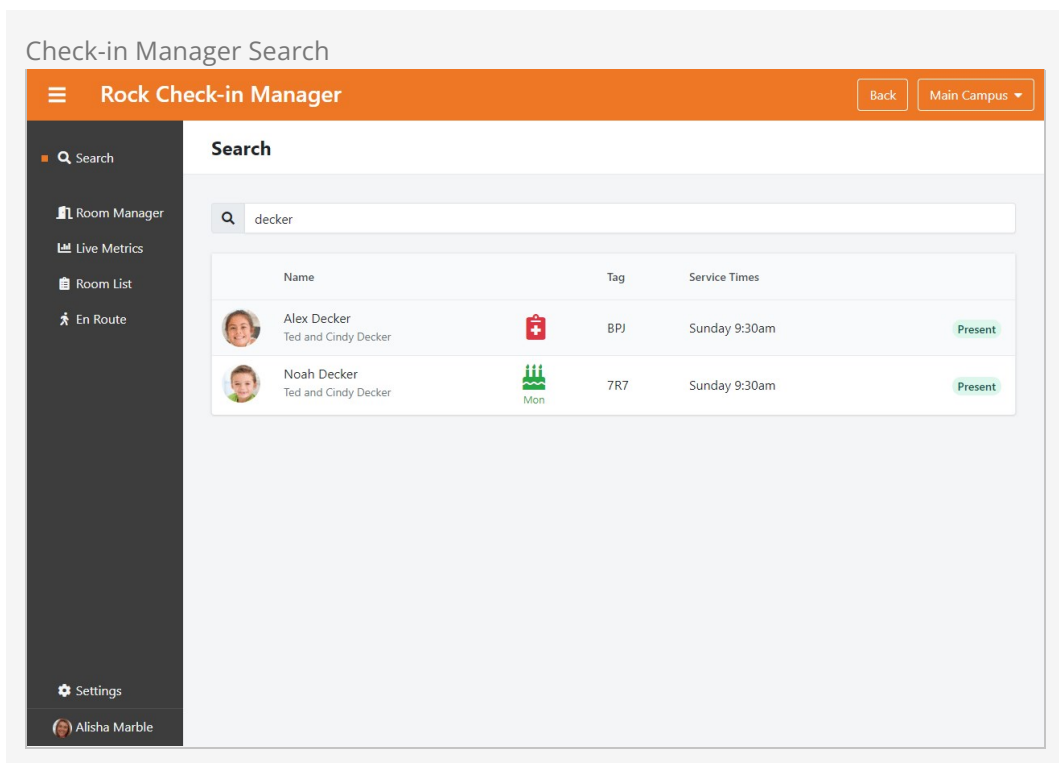 Check-in Manager Search
Rock Check-in Manager
Back
Main Campus
Search
Search
Room Manager
decker
Live Metrics
Room List
Name Tag Service Times
En Route
Alex Decker BPJ Sunday 9:30am Present
Ted and Cindy Decker
Noah Decker 7R7 Sunday 9:30am Present
Ted and Cindy Decker
Mon
Settings
Alisha Marble